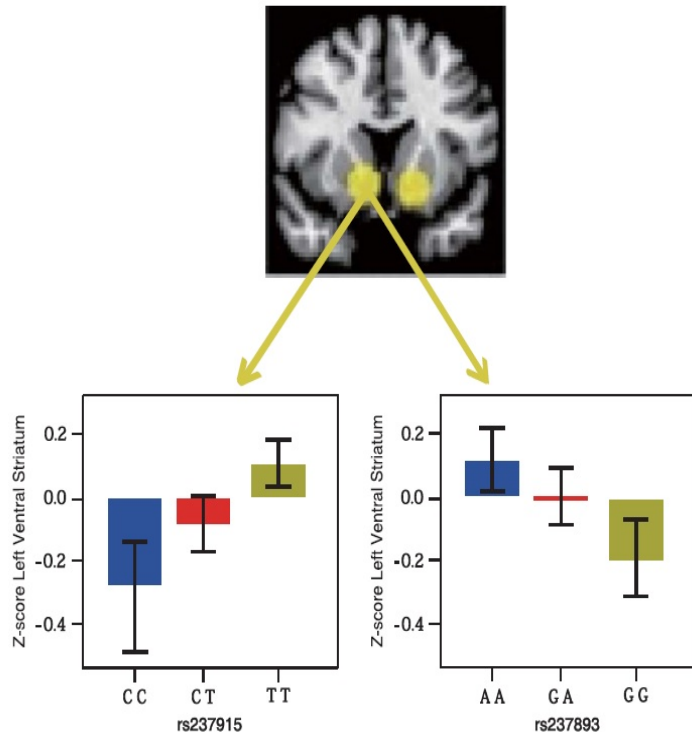 Z-score Left Ventral Striatum
0.2
0.0
-0.2
-0.4
CC CT TT
rs237915
Z-score Left Ventral Striatum
0.2
0.0
-0.2
-0.4
AA GA GG
rs237893